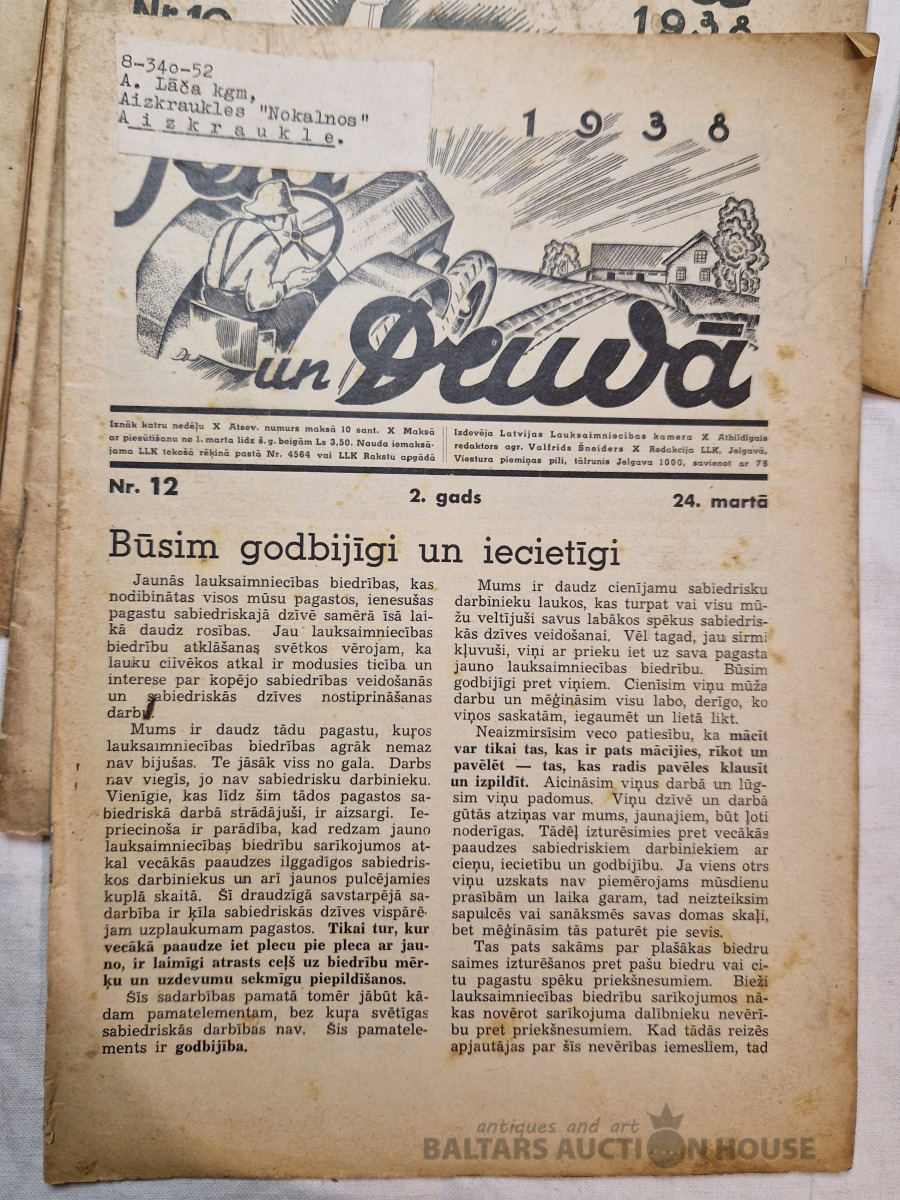 Nr. 10
1938
8-340-52
A. Lāča kgm,
Aizkraukles "Nokalnos"
Aizkraukle.
1938
un Druvā
Iznāk katru nedēļu X Atsev. numurs maksā 10 sant. X Maksā
ar piesūtīšanu no 1. marta līdz š. g. beigām Ls 3,50. Nauda iemaksā-
jama LLK tekošā rēķinā pastā Nr. 4564 vai LLK Rakstu apgādā
Izdevēja Latvijas Lauksaimniecības kamera X Atbildīgais
redaktors agr. Valfrīds Šneiders X Redakcija LLK, Jelgavā,
Viestura piemiņas pilī, tālrunis Jelgava 1000, savienot ar 76
Nr. 12
2. gads
24. martā
Būsim godbijīgi un iecietīgi
Jaunās lauksaimniecības biedrības, kas
nodibinātas visos mūsu pagastos, ienesušas
pagastu sabiedriskajā dzīvē samērā īsā lai-
kā daudz rosības. Jau lauksaimniecības
biedrību atklāšanas svētkos vērojam, ka
lauku cilvēkos atkal ir modusies ticība un
interese par kopējo sabiedrības veidošanās
un sabiedriskās dzīves nostiprināšanas
darbu.
Mums ir daudz tādu pagastu, kuŗos
lauksaimniecības biedrības agrāk nemaz
nav bijušas. Te jāsāk viss no gala. Darbs
nav viegls, jo nav sabiedrisku darbinieku.
Vienīgie, kas līdz šim tādos pagastos sa-
biedriskā darbā strādājuši, ir aizsargi. Ie-
priecinoša ir parādība, kad redzam jauno
lauksaimniecības biedrību sarīkojumos at-
kal vecākās paaudzes ilggadīgos sabiedris-
kos darbiniekus un arī jaunos pulcējamies
kuplā skaitā. Šī draudzīgā savstarpējā sa-
darbība ir ķīla sabiedriskās dzīves vispārē-
jam uzplaukumam pagastos. Tikai tur, kur
vecākā paaudze iet plecu pie pleca ar jau-
no, ir laimīgi atrasts ceļš uz biedrību mēr-
ķu un uzdevumu sekmīgu piepildīšanos.
Šīs sadarbības pamatā tomēr jābūt kā-
dam pamatelementam, bez kuŗa svētīgas
sabiedriskās darbības nav. Šis pamatele-
ments ir godbijība.
Mums ir daudz cienījamu sabiedrisku
darbinieku laukos, kas turpat vai visu mū-
žu veltījuši savus labākos spēkus sabiedris-
kās dzīves veidošanai. Vēl tagad, jau sirmi
kļuvuši, viņi ar prieku iet uz sava pagasta
jauno lauksaimniecības biedrību. Būsim
godbijīgi pret viņiem. Cienīsim viņu mūža
darbu un mēģināsim visu labo, derīgo, ko
viņos saskatām, iegaumēt un lietā likt.
Neaizmirsīsim veco patiesību, ka mācīt
var tikai tas, kas ir pats mācījies, rīkot un
pavēlēt — tas, kas radis pavēles klausīt
un izpildīt. Aicināsim viņus darbā un lūg-
sim viņu padomus. Viņu dzīvē un darbā
gūtās atziņas var mums, jaunajiem, būt ļoti
noderīgas. Tādēļ izturēsimies pret vecākās
paaudzes sabiedriskiem darbiniekiem ar
cieņu, iecietību un godbijību. Ja viens otrs
viņu uzskats nav piemērojams mūsdienu
prasībām un laika garam, tad neizteiksim
sapulcēs vai sanāksmēs savas domas skaļi,
bet mēģināsim tās paturēt pie sevis.
Tas pats sakāms par plašākas biedru
saimes izturēšanos pret pašu biedru vai ci-
tu pagastu spēku priekšnesumiem. Bieži
lauksaimniecības biedrību sarīkojumos nā-
kas novērot sarīkojuma dalībnieku nevērī-
bu pret priekšnesumiem. Kad tādās reizēs
apjautājas par šīs nevērības iemesliem, tad
antiques and art
BALTARS AUCTION HOUSE